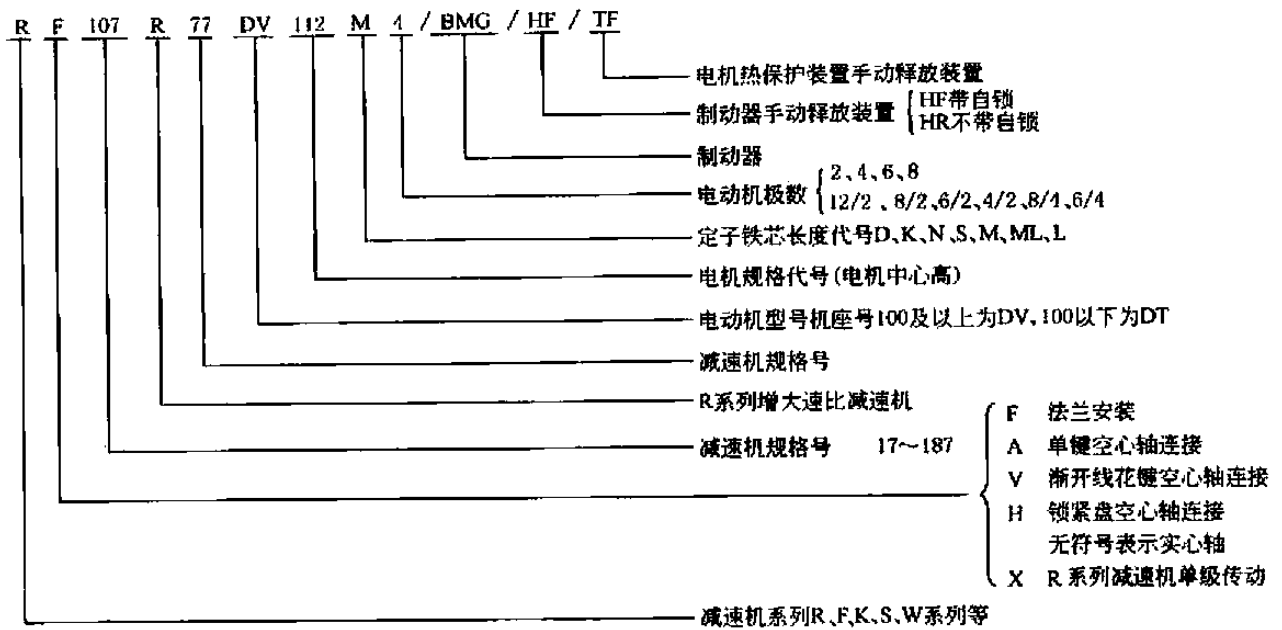 R F 107 R 77 DV 112 M 4 / BMG / HF / TF
电机热保护装置手动释放装置
制动器手动释放装置 HF带自锁
HR不带自锁
制动器
电动机极数 2、4、6、8
12/2、8/2、6/2、4/2、8/4、6/4
定子铁芯长度代号D、K、N、S、M、ML、L
电机规格代号(电机中心高)
电动机型号机座号100及以上为DV,100以下为DT
减速机规格号
R系列增大速比减速机
减速机规格号 17～187
F 法兰安装
A 单键空心轴连接
V 渐开线花键空心轴连接
H 锁紧盘空心轴连接
无符号表示实心轴
X R系列减速机单级传动
减速机系列R、F、K、S、W系列等